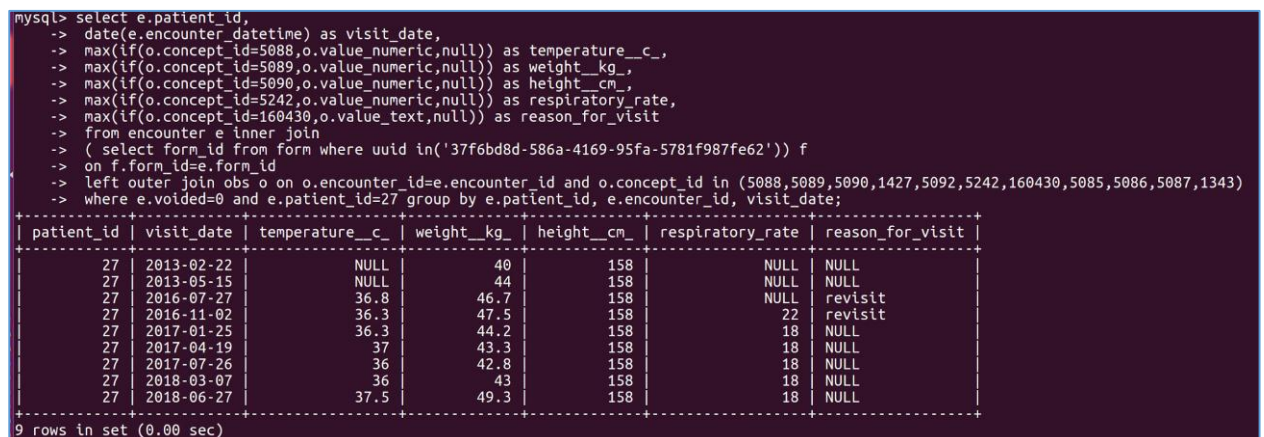 mysql> select e.patient_id,
    -> date(e.encounter_datetime) as visit_date,
    -> max(if(o.concept_id=5088,o.value_numeric,null)) as temperature__c_,
    -> max(if(o.concept_id=5089,o.value_numeric,null)) as weight__kg_,
    -> max(if(o.concept_id=5090,o.value_numeric,null)) as height__cm_,
    -> max(if(o.concept_id=5242,o.value_numeric,null)) as respiratory_rate,
    -> max(if(o.concept_id=160430,o.value_text,null)) as reason_for_visit
    -> from encounter e inner join
    -> ( select form_id from form where uuid in('37f6bd8d-586a-4169-95fa-5781f987fe62')) f
    -> on f.form_id=e.form_id
    -> left outer join obs o on o.encounter_id=e.encounter_id and o.concept_id in (5088,5089,5090,1427,5092,5242,160430,5085,5086,5087,1343)
    -> where e.voided=0 and e.patient_id=27 group by e.patient_id, e.encounter_id, visit_date;
+------------+------------+-----------------+-------------+-------------+------------------+------------------+
| patient_id | visit_date | temperature__c_ | weight__kg_ | height__cm_ | respiratory_rate | reason_for_visit |
+------------+------------+-----------------+-------------+-------------+------------------+------------------+
|         27 | 2013-02-22 |            NULL |          40 |         158 |             NULL | NULL             |
|         27 | 2013-05-15 |            NULL |          44 |         158 |             NULL | NULL             |
|         27 | 2016-07-27 |            36.8 |        46.7 |         158 |             NULL | revisit          |
|         27 | 2016-11-02 |            36.3 |        47.5 |         158 |               22 | revisit          |
|         27 | 2017-01-25 |            36.3 |        44.2 |         158 |               18 | NULL             |
|         27 | 2017-04-19 |              37 |        43.3 |         158 |               18 | NULL             |
|         27 | 2017-07-26 |              36 |        42.8 |         158 |               18 | NULL             |
|         27 | 2018-03-07 |              36 |          43 |         158 |               18 | NULL             |
|         27 | 2018-06-27 |            37.5 |        49.3 |         158 |               18 | NULL             |
+------------+------------+-----------------+-------------+-------------+------------------+------------------+
9 rows in set (0.00 sec)